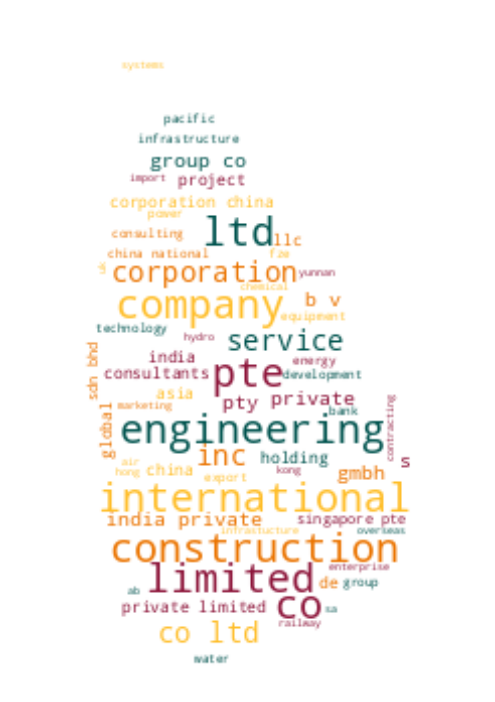 systems
pacific
infrastructure
group co
import project
corporation china
power
consulting ltd llc
china national fze
uk corporation yunnan
chemical
company b v
equipment
technology hydro service
india energy
sdn bhd consultants pte development
asia
marketing pty private
bank
global engineering contracting
inc holding s
air
hong china kong gmbh
export
international
india private singapore pte
infrastucture overseas
construction
enterprise
limited de group
ab
private limited co sa
railway
co ltd
water